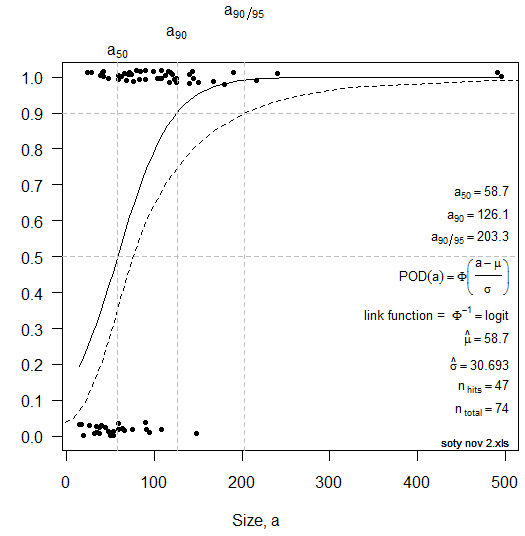 a90/95
a90
a50
1.0
0.9
0.8
0.7
0.6
0.5
0.4
0.3
0.2
0.1
0.0
a50 = 58.7
a90 = 126.1
a90/95 = 203.3
POD(a) = Φ( (a − μ) / σ )
link function = Φ⁻¹ = logit
μ̂ = 58.7
σ̂ = 30.693
n hits = 47
n total = 74
soty nov 2.xls
0 100 200 300 400 500
Size, a